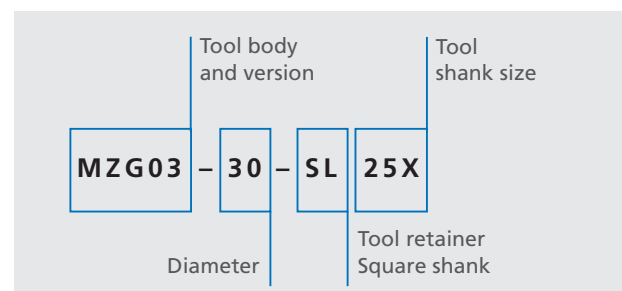 Tool body
and version
Tool
shank size
MZG03 – 30 – SL 25X
Diameter
Tool retainer
Square shank